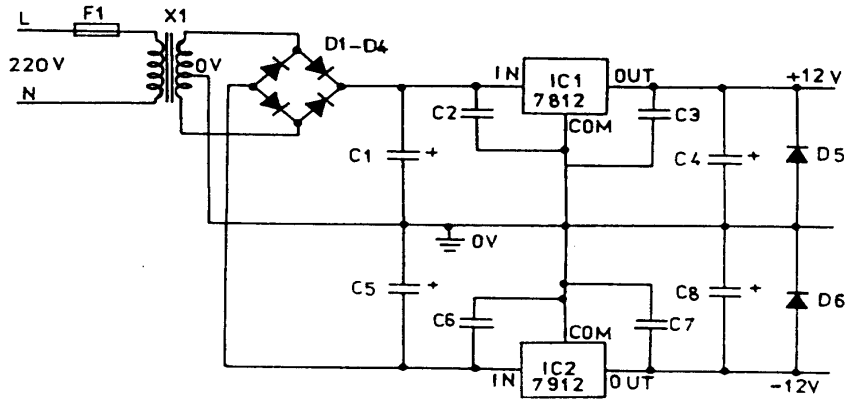 L
F1
X1
220V
0V
N
D1-D4
IN
IC1
7812
OUT
COM
+12V
C1
+
C2
C3
C4
+
D5
0V
C5
+
C6
C7
C8
+
D6
COM
IN
IC2
7912
OUT
-12V